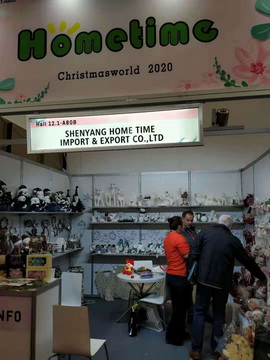 Hometime
Christmasworld 2020
Hall 12.1-A80B
SHENYANG HOME TIME
IMPORT & EXPORT CO.,LTD
INFO